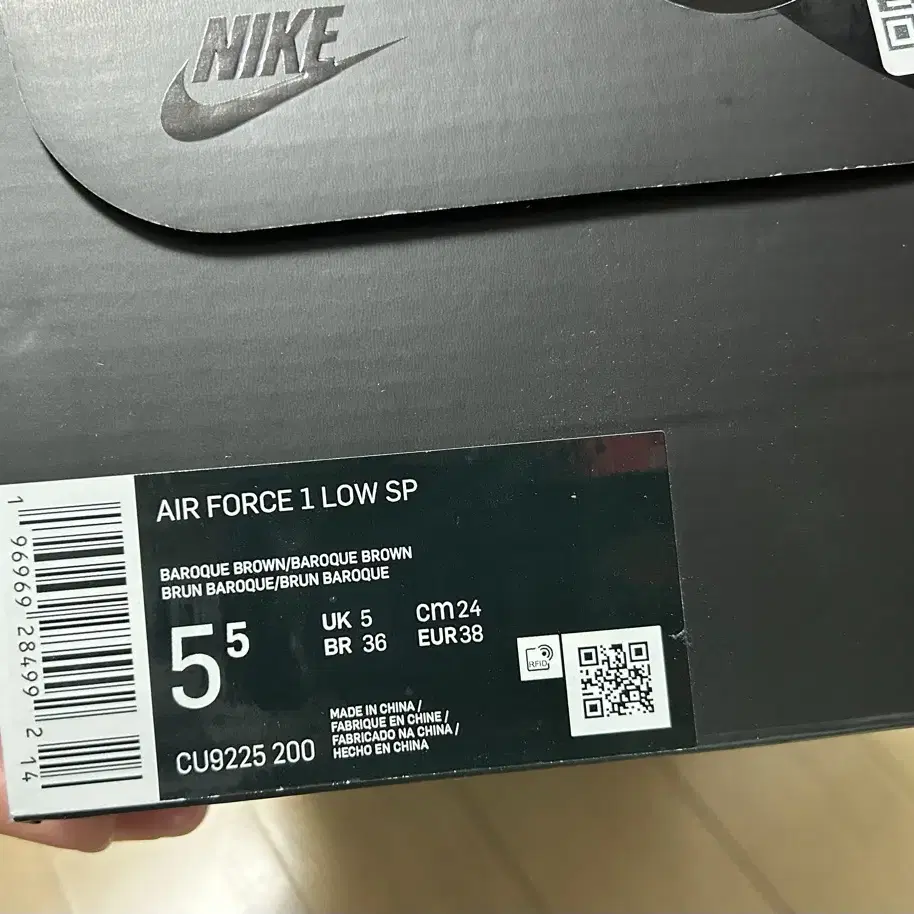 NIKE
AIR FORCE 1 LOW SP
BAROQUE BROWN/BAROQUE BROWN
BRUN BAROQUE/BRUN BAROQUE
5 5
UK 5 cm 24
BR 36 EUR 38
RFID
MADE IN CHINA /
FABRIQUE EN CHINE /
FABRICADO NA CHINA /
HECHO EN CHINA
CU9225 200
1 96969 28499 2 14